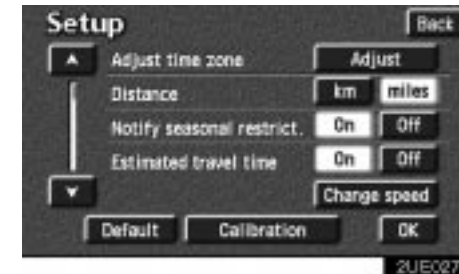 Setup Back
Adjust time zone Adjust
Distance km miles
Notify seasonal restrict. On Off
Estimated travel time On Off
Change speed
Default Calibration OK
2UE027